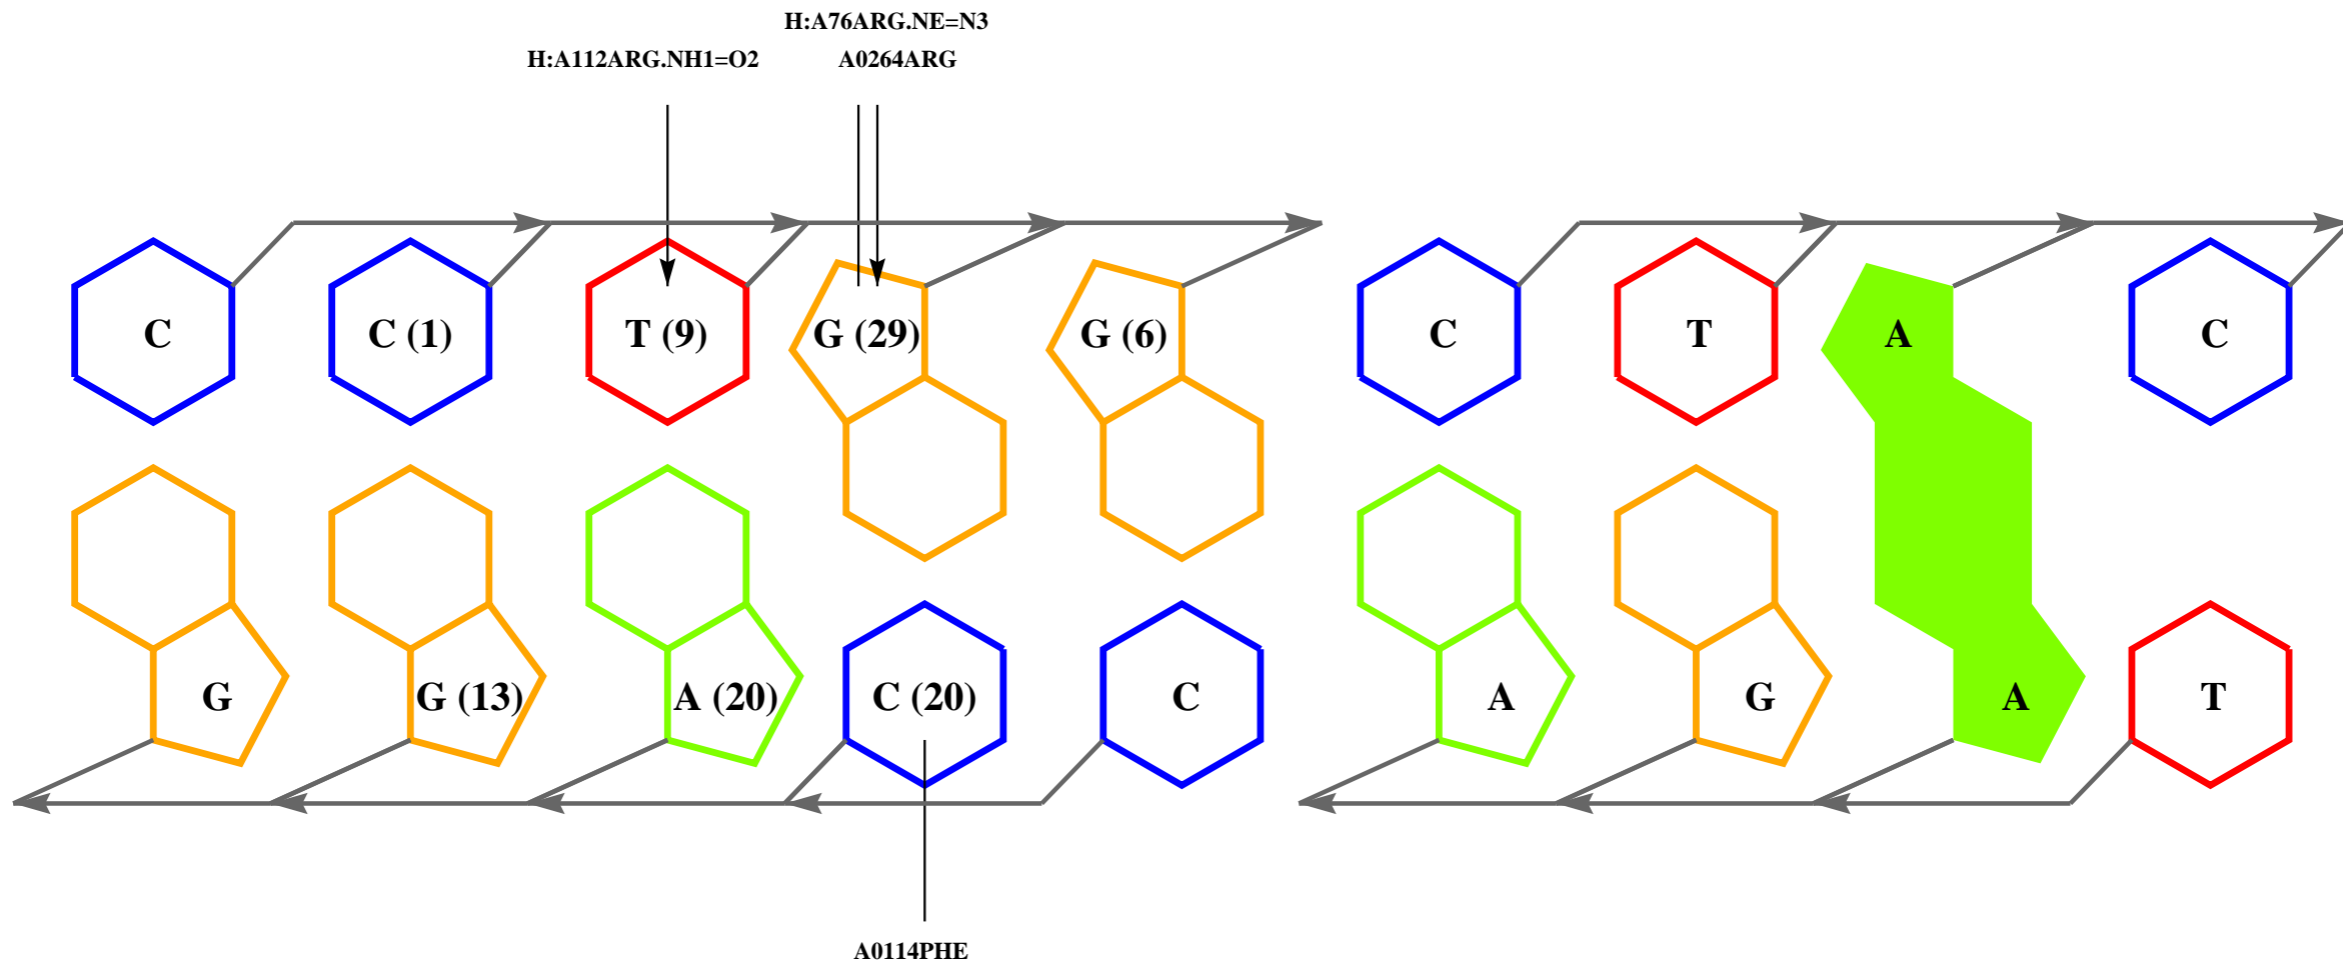 H:A76ARG.NE=N3
H:A112ARG.NH1=O2 A0264ARG
C C (1) T (9) G (29) G (6) C T A C
G G (13) A (20) C (20) C A G A T
A0114PHE